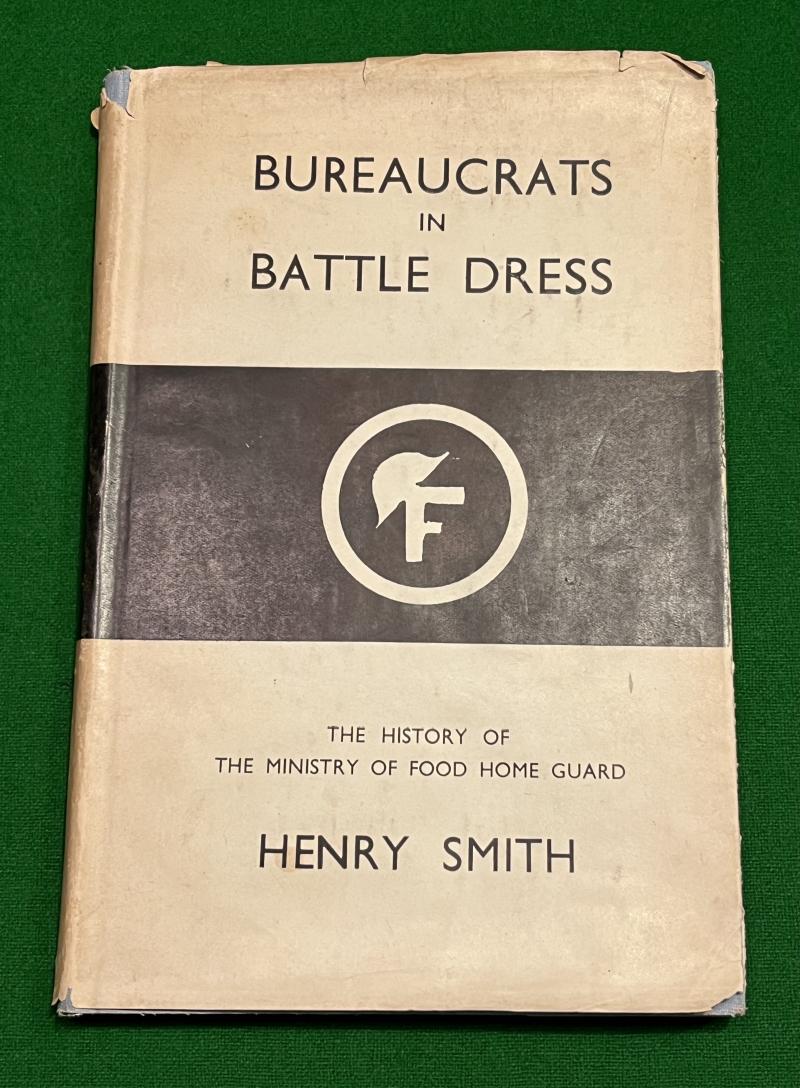 BUREAUCRATS
IN
BATTLE DRESS
F
THE HISTORY OF
THE MINISTRY OF FOOD HOME GUARD
HENRY SMITH